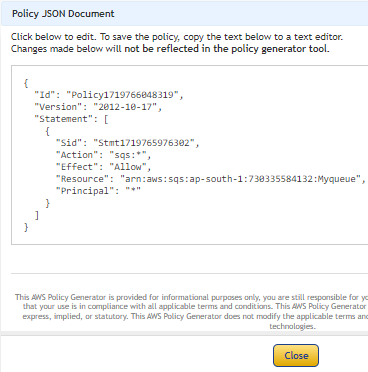 Policy JSON Document
Click below to edit. To save the policy, copy the text below to a text editor.
Changes made below will not be reflected in the policy generator tool.
{
"Id": "Policy1719766048319",
"Version": "2012-10-17",
"Statement": [
{
"Sid": "Stmt1719765976302",
"Action": "sqs:*",
"Effect": "Allow",
"Resource": "arn:aws:sqs:ap-south-1:730335584132:Myqueue",
"Principal": "*"
}
]
}
This AWS Policy Generator is provided for informational purposes only, you are still responsible for
that your use is in compliance with all applicable terms and conditions. This AWS Policy Generator
express, implied, or statutory. This AWS Policy Generator does not modify the applicable terms
technologies.
Close